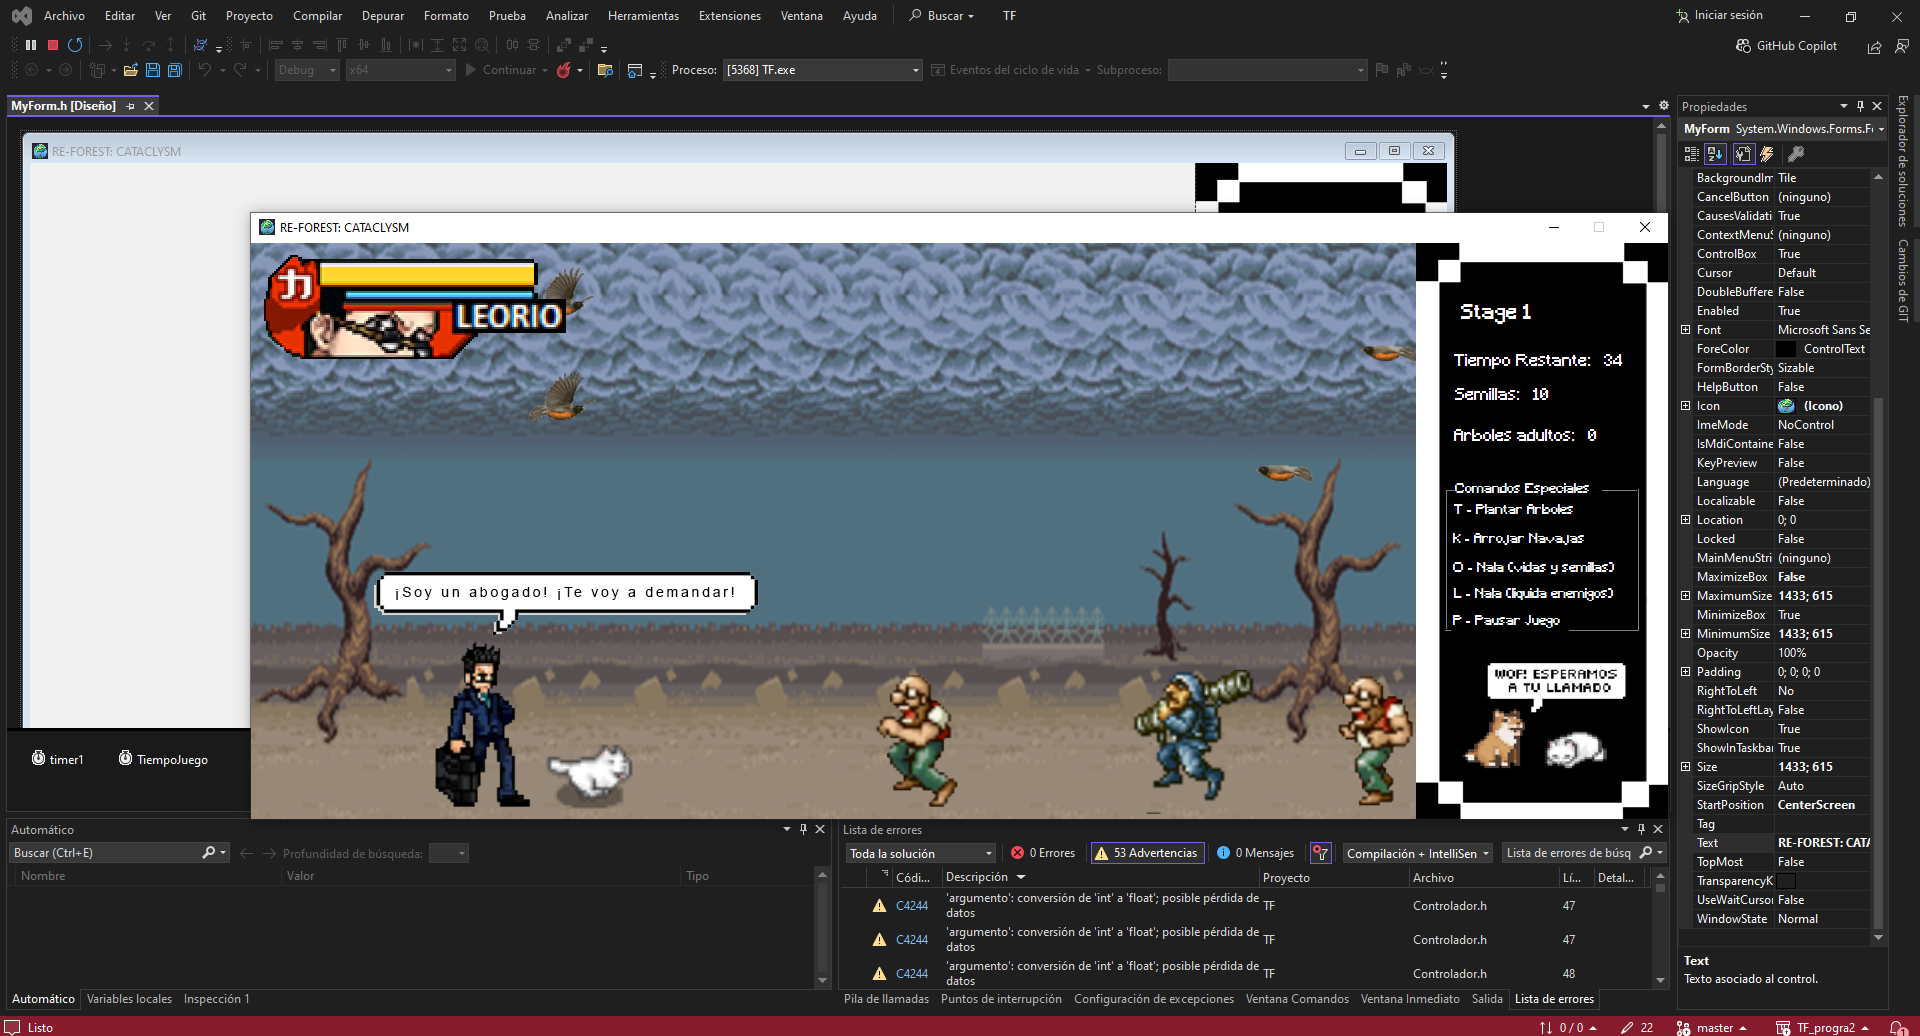 Archivo Editar Ver Git Proyecto Compilar Depurar Formato Prueba Analizar Herramientas Extensiones Ventana Ayuda Buscar TF Iniciar sesión
GitHub Copilot
Debug x64 Continuar Proceso: [5368] TF.exe Eventos del ciclo de vida Subproceso:
MyForm.h [Diseño]
RE-FOREST: CATACLYSM
RE-FOREST: CATACLYSM
力
LEORIO
¡Soy un abogado! ¡Te voy a demandar!
Stage 1
Tiempo Restante: 34
Semillas: 10
Arboles adultos: 0
Comandos Especiales
T - Plantar Arboles
K - Arrojar Navajas
O - Nala (vidas y semillas)
L - Nala (liquida enemigos)
P - Pausar Juego
WOF! ESPERAMOS
A TU LLAMADO
timer1 TiempoJuego
Propiedades
MyForm System.Windows.Forms.F
BackgroundIm Tile
CancelButton (ninguno)
CausesValidati True
ContextMenuS (ninguno)
ControlBox True
Cursor Default
DoubleBuffere False
Enabled True
Font Microsoft Sans Se
ForeColor ControlText
FormBorderSty Sizable
HelpButton False
Icon (Icono)
ImeMode NoControl
IsMdiContaine False
KeyPreview False
Language (Predeterminado)
Localizable False
Location 0; 0
Locked False
MainMenuStri (ninguno)
MaximizeBox False
MaximumSize 1433; 615
MinimizeBox True
MinimumSize 1433; 615
Opacity 100%
Padding 0; 0; 0; 0
RightToLeft No
RightToLeftLay False
ShowIcon True
ShowInTaskbar True
Size 1433; 615
SizeGripStyle Auto
StartPosition CenterScreen
Tag
Text RE-FOREST: CATA
TopMost False
TransparencyK
UseWaitCursor False
WindowState Normal
Text
Texto asociado al control.
Explorador de soluciones
Cambios de GIT
Automático
Buscar (Ctrl+E) Profundidad de búsqueda:
Nombre Valor Tipo
Automático Variables locales Inspección 1
Lista de errores
Toda la solución 0 Errores 53 Advertencias 0 Mensajes Compilación + IntelliSen Lista de errores de búsq
Códi... Descripción Proyecto Archivo Lí... Detal...
C4244 'argumento': conversión de 'int' a 'float'; posible pérdida de datos TF Controlador.h 47
C4244 'argumento': conversión de 'int' a 'float'; posible pérdida de datos TF Controlador.h 47
C4244 'argumento': conversión de 'int' a 'float'; posible pérdida de datos TF Controlador.h 48
Pila de llamadas Puntos de interrupción Configuración de excepciones Ventana Comandos Ventana Inmediato Salida Lista de errores
Listo 0 / 0 22 master TF_progra2 1